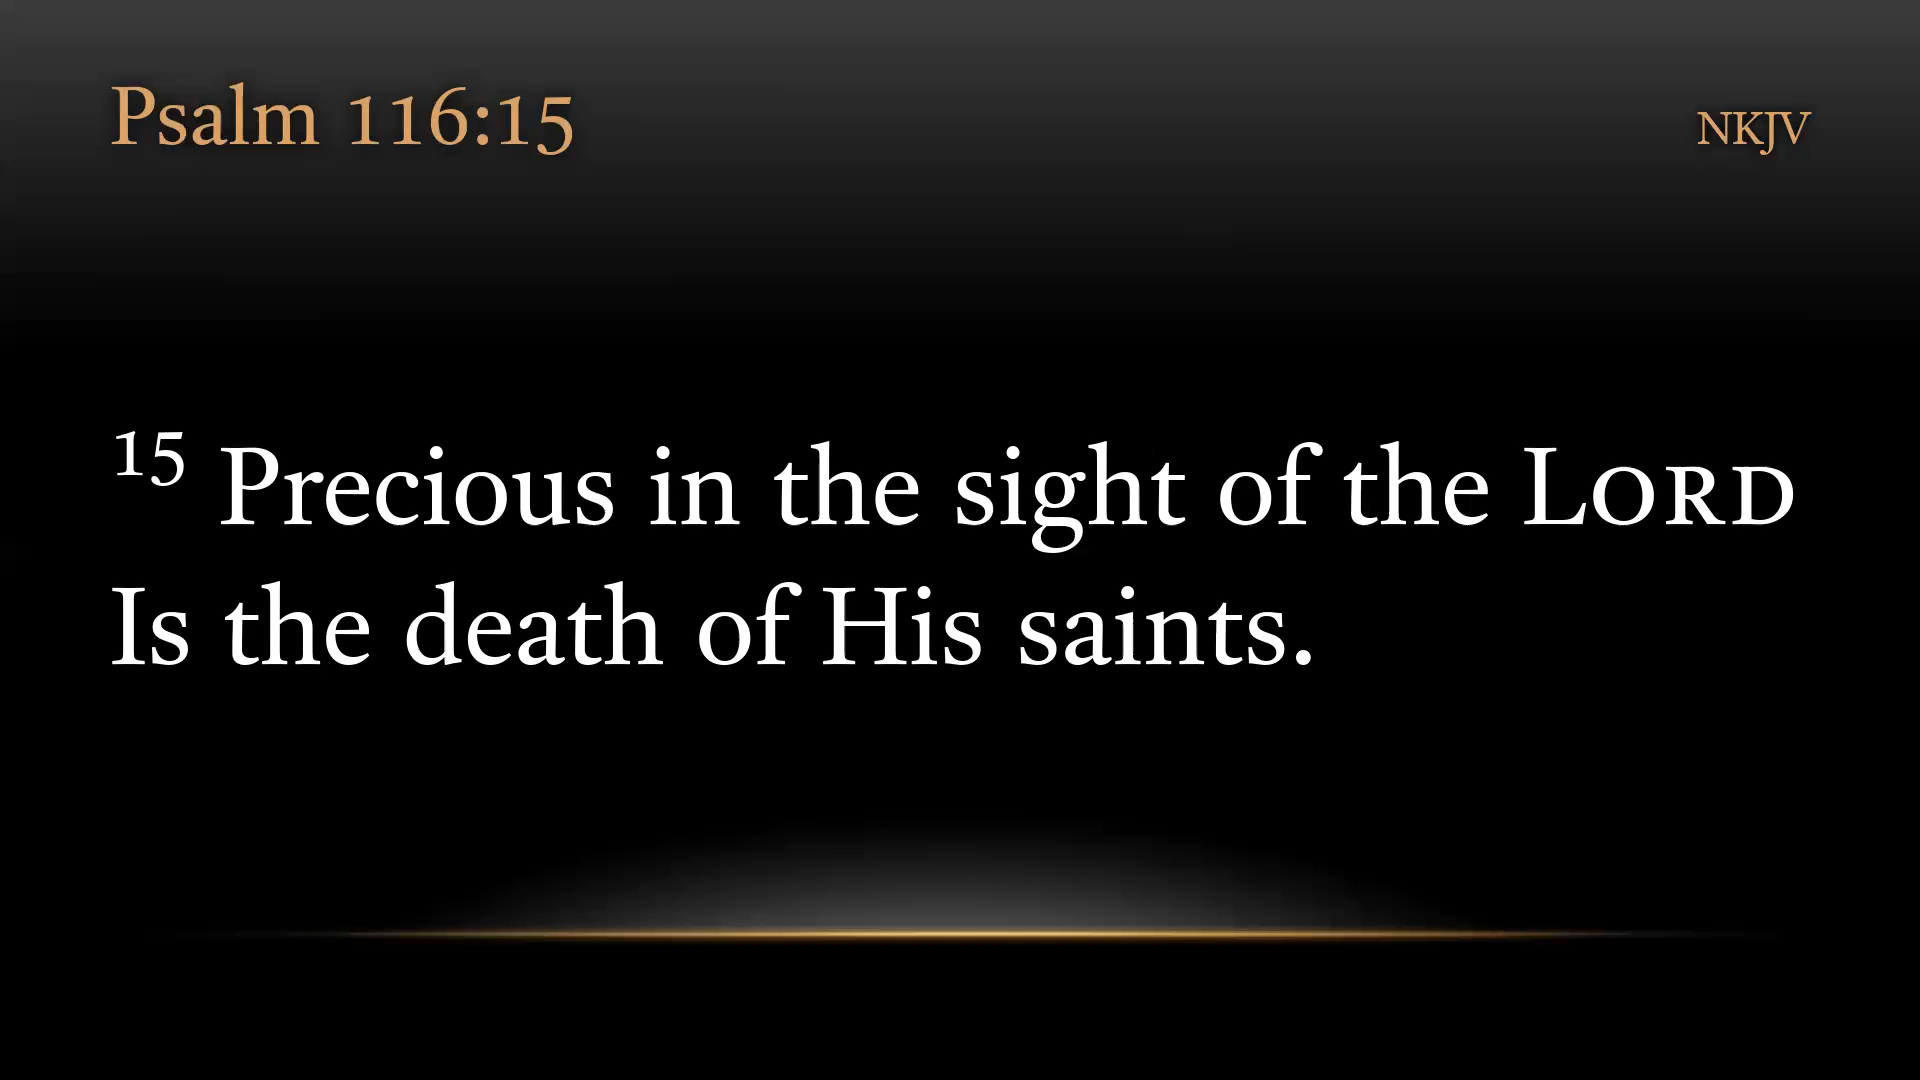 Psalm 116:15
NKJV
15 Precious in the sight of the LORD
Is the death of His saints.